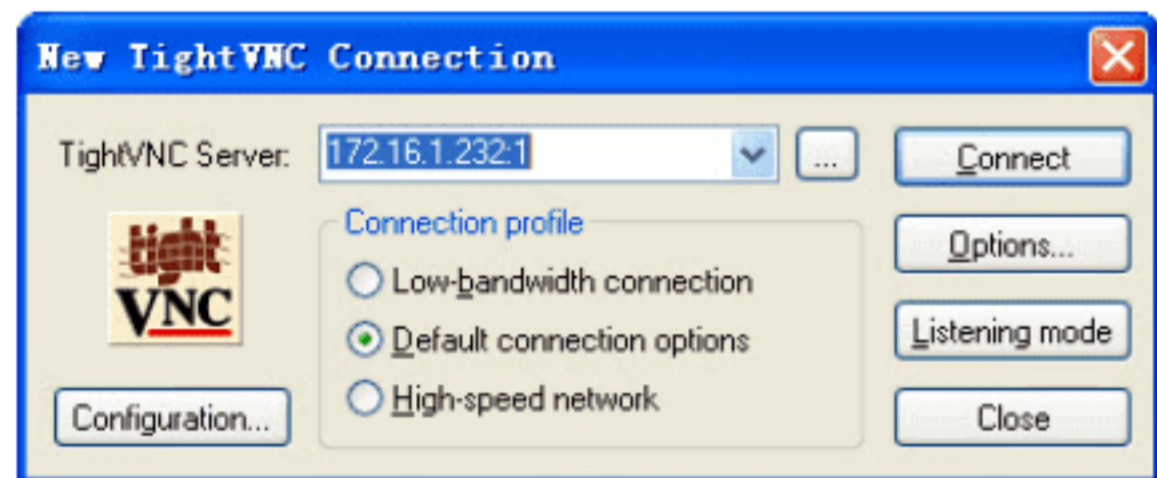 New TightVNC Connection
TightVNC Server: 172.16.1.232:1 ... Connect
Connection profile
Options...
tight
VNC
Low-bandwidth connection
Default connection options
Listening mode
High-speed network
Configuration...
Close